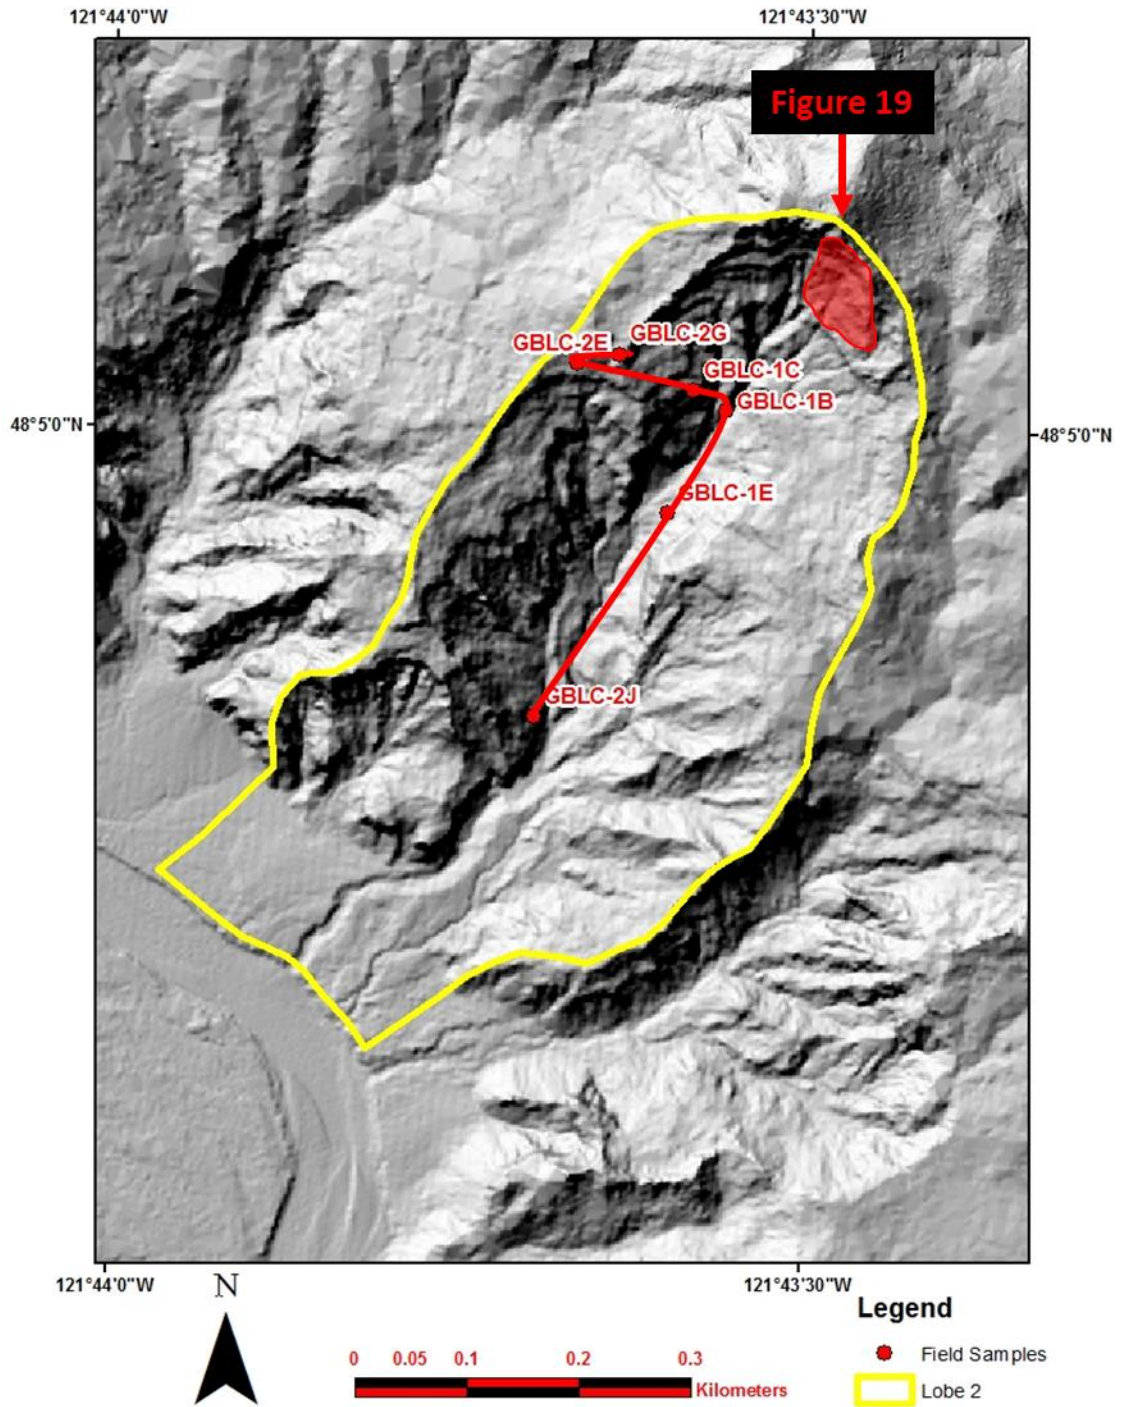 121°44'0"W 121°43'30"W
Figure 19
GBLC-2E GBLC-2G
GBLC-1C
GBLC-1B
48°5'0"N 48°5'0"N
GBLC-1E
GBLC-2J
121°44'0"W 121°43'30"W
N
Legend
0 0.05 0.1 0.2 0.3
Field Samples
Kilometers
Lobe 2